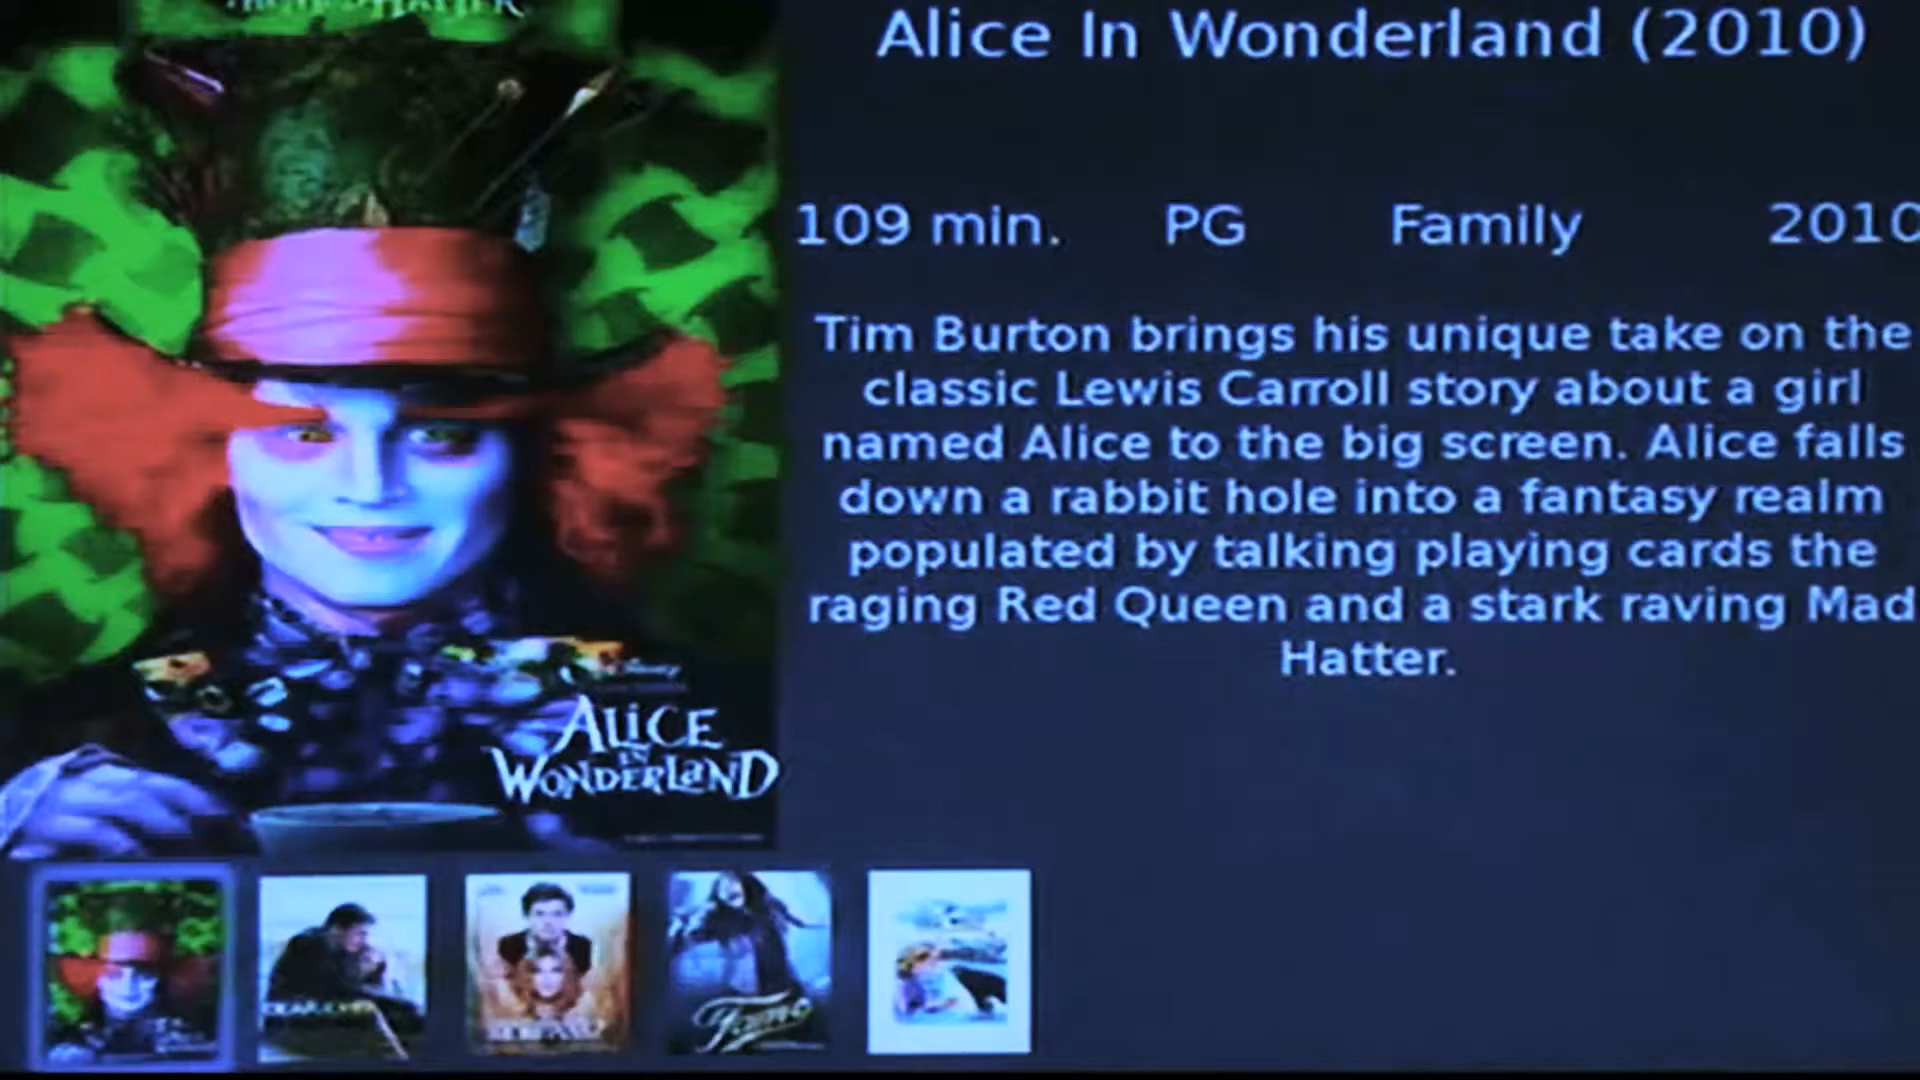 Alice In Wonderland (2010)
109 min. PG Family 2010
Tim Burton brings his unique take on the
classic Lewis Carroll story about a girl
named Alice to the big screen. Alice falls
down a rabbit hole into a fantasy realm
populated by talking playing cards the
raging Red Queen and a stark raving Mad
Hatter.
Disney
ALiCE
IN
WONDERLaND
Fame